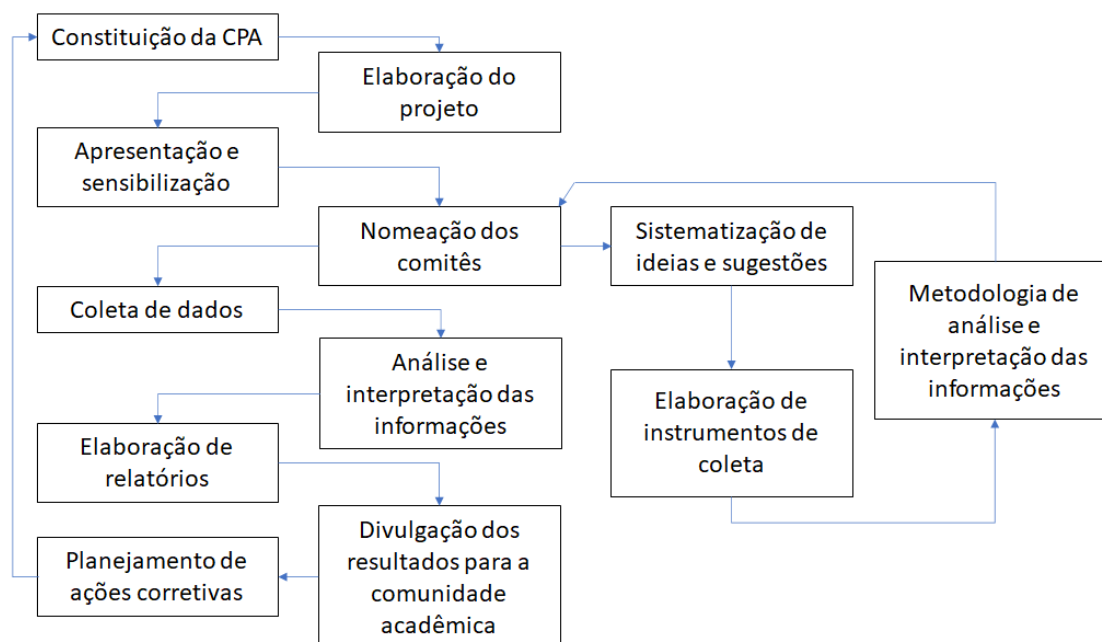 Constituição da CPA
Elaboração do
projeto
Apresentação e
sensibilização
Nomeação dos
comitês
Sistematização de
ideias e sugestões
Metodologia de
análise e
interpretação das
informações
Coleta de dados
Análise e
interpretação das
informações
Elaboração de
instrumentos de
coleta
Elaboração de
relatórios
Divulgação dos
resultados para a
comunidade
acadêmica
Planejamento de
ações corretivas